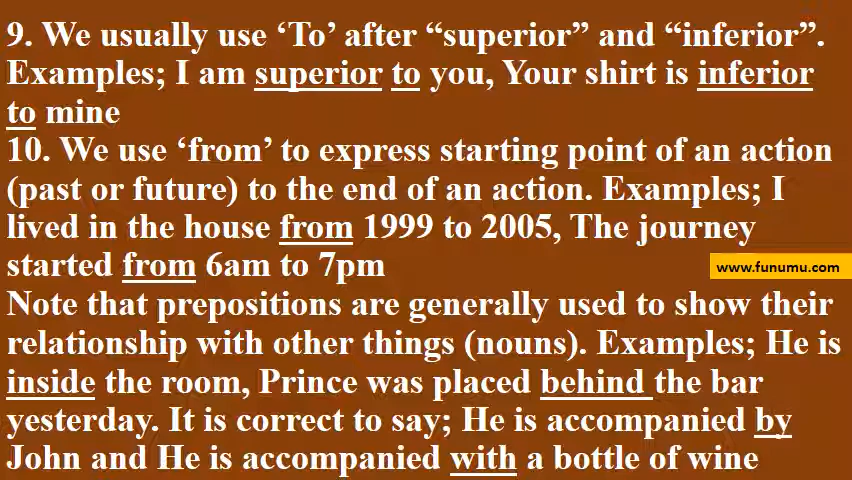 9. We usually use ‘To’ after “superior” and “inferior”.
Examples; I am superior to you, Your shirt is inferior
to mine
10. We use ‘from’ to express starting point of an action
(past or future) to the end of an action. Examples; I
lived in the house from 1999 to 2005, The journey
started from 6am to 7pm
www.funumu.com
Note that prepositions are generally used to show their
relationship with other things (nouns). Examples; He is
inside the room, Prince was placed behind the bar
yesterday. It is correct to say; He is accompanied by
John and He is accompanied with a bottle of wine